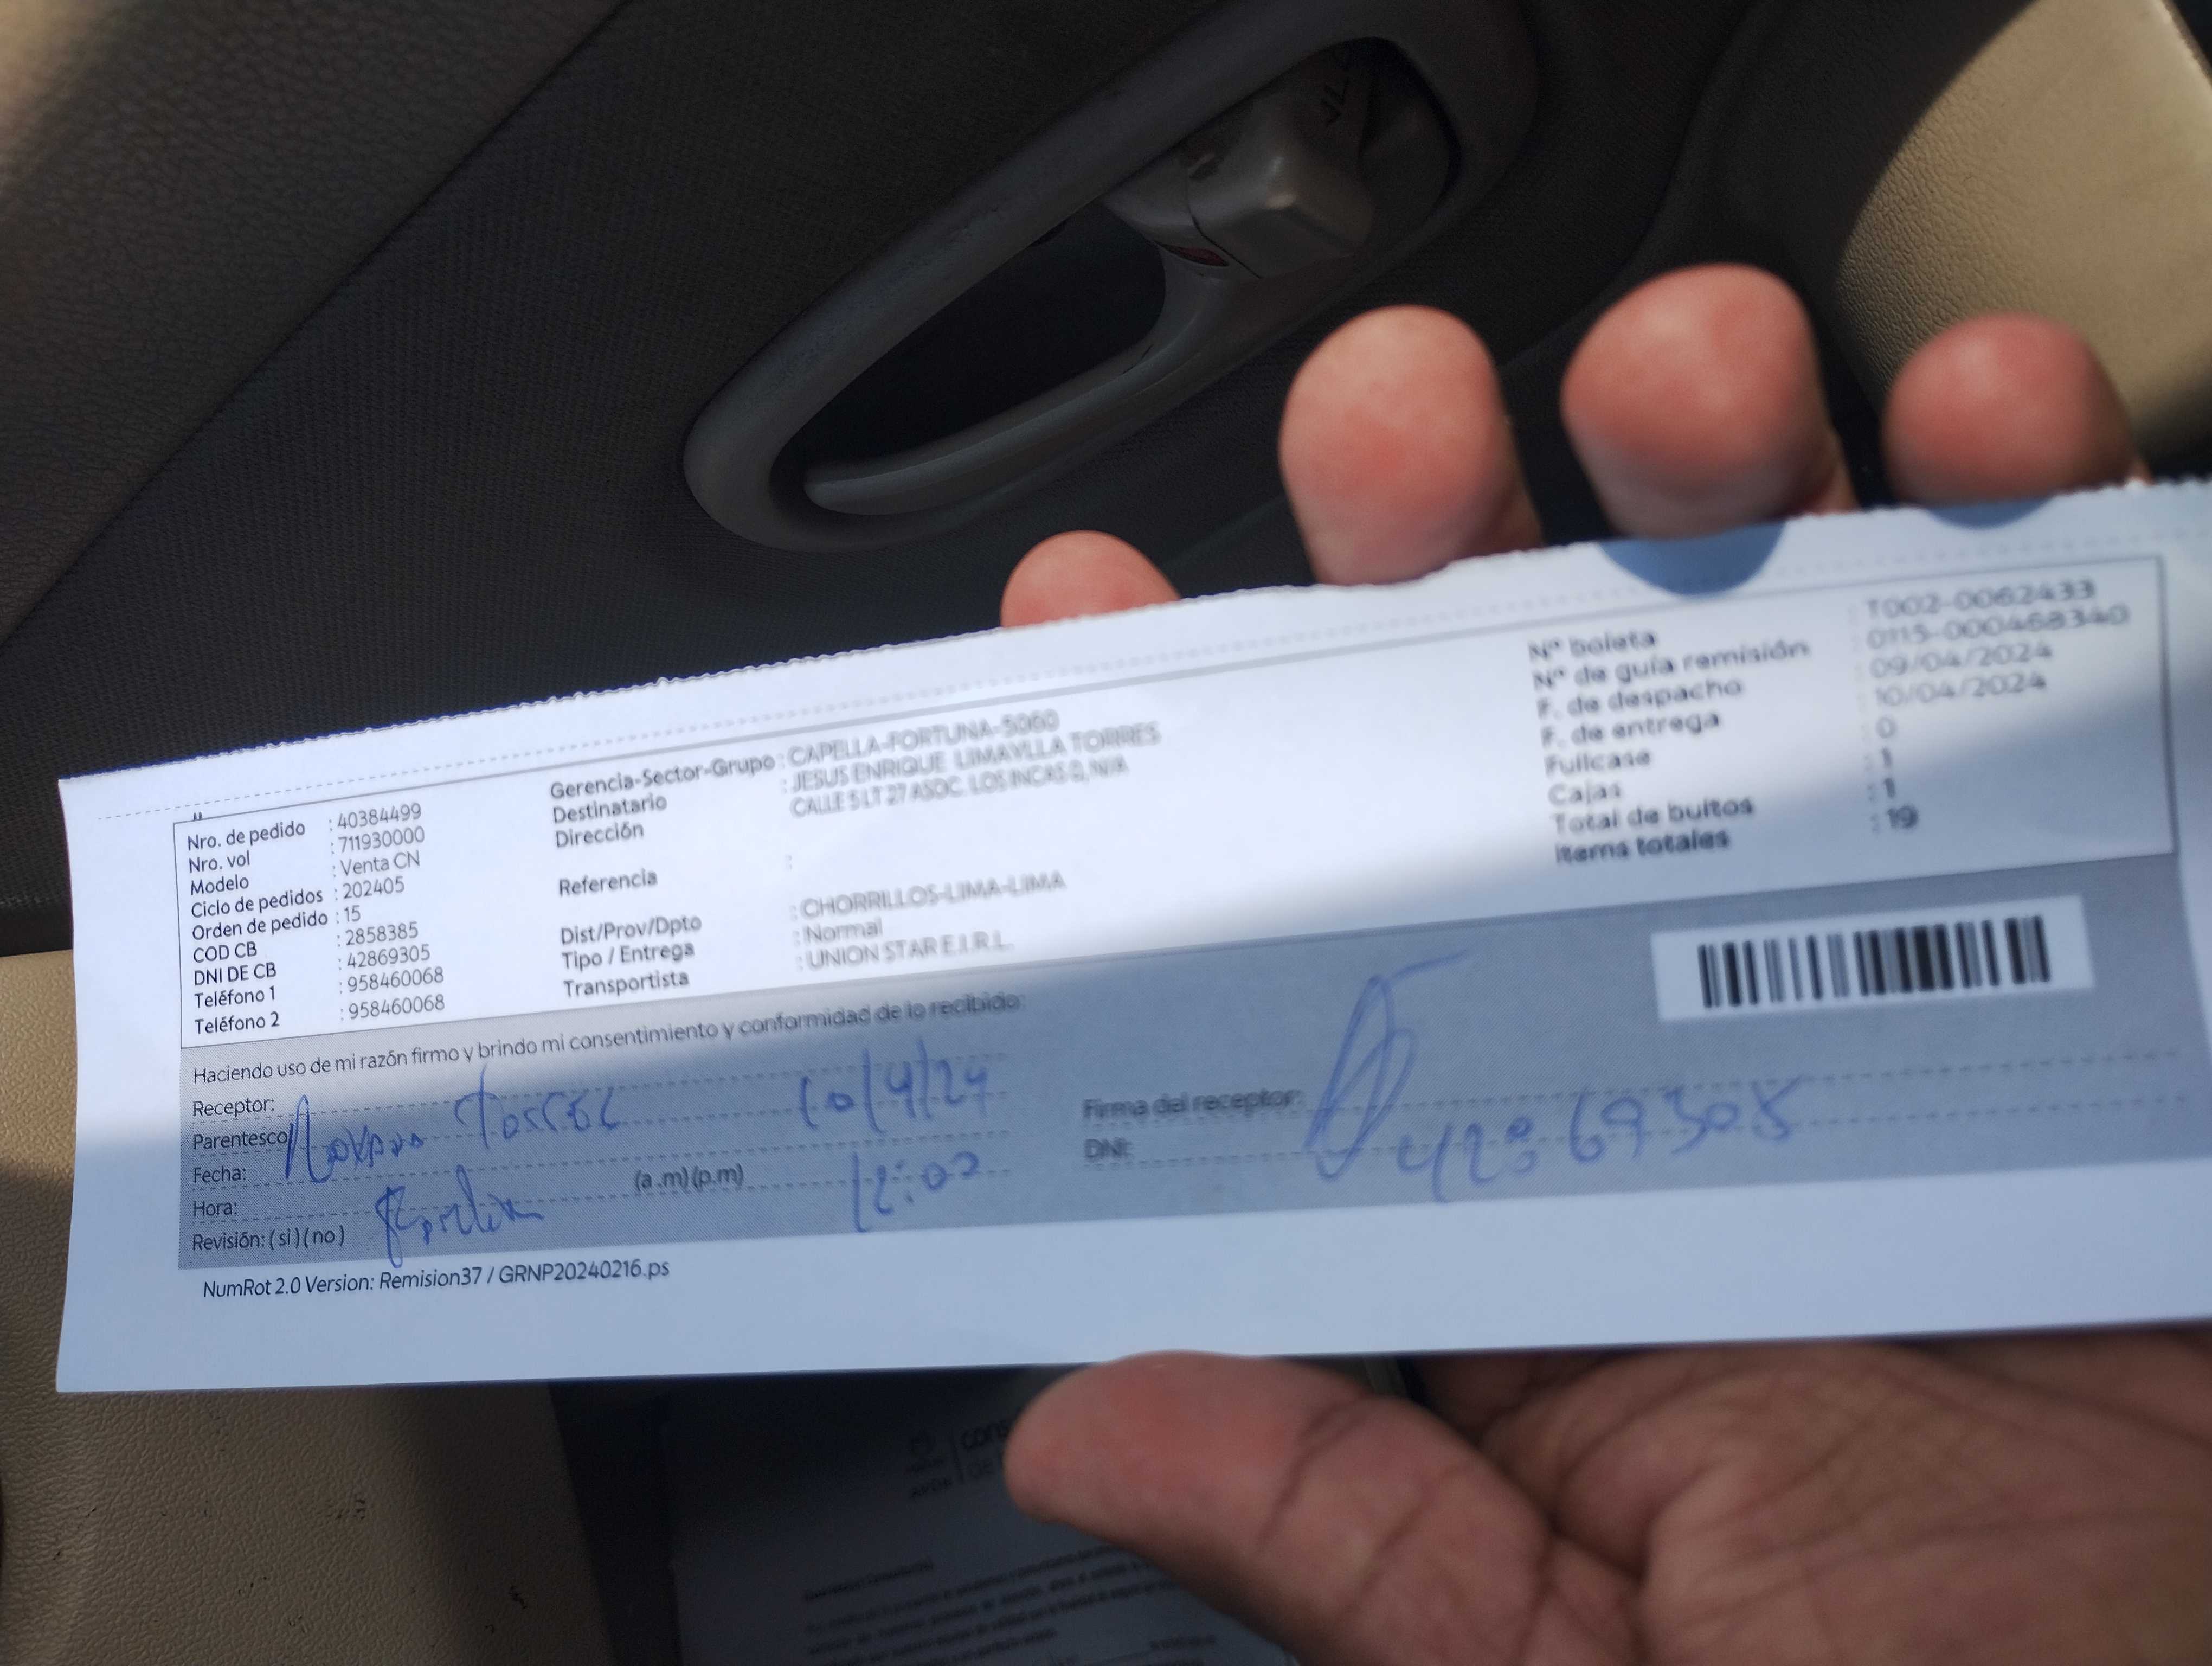 Nro. de pedido : 40384499
Nro. vol : 711930000
Modelo : Venta CN
Ciclo de pedidos : 202405
Orden de pedido : 15
COD CB : 2858385
DNI DE CB : 42869305
Teléfono 1 : 958460068
Teléfono 2 : 958460068
Gerencia-Sector-Grupo : CAPELLA-FORTUNA-5060
Destinatario : JESUS ENRIQUE LIMAYLLA TORRES
Dirección CALLE 5 LT 27 ASOC. LOS INCAS
Referencia :
Dist/Prov/Dpto : CHORRILLOS-LIMA-LIMA
Tipo / Entrega : Normal
Transportista : UNION STAR E.I.R.L.
N° boleta : T002-0062433
N° de guía remisión : 0115-000468340
F. de despacho : 09/04/2024
F. de entrega : 10/04/2024
Fullcase : 0
Cajas : 1
Total de bultos : 1
Items totales : 19
Haciendo uso de mi razón firmo y brindo mi consentimiento y conformidad de lo recibido:
Receptor:
Parentesco Torres 10/4/24
Fecha:
Hora: (a.m)(p.m) 12:00
Revisión: ( si ) ( no )
Firma del receptor:
DNI: 42869305
NumRot 2.0 Version: Remision37 / GRNP20240216.ps